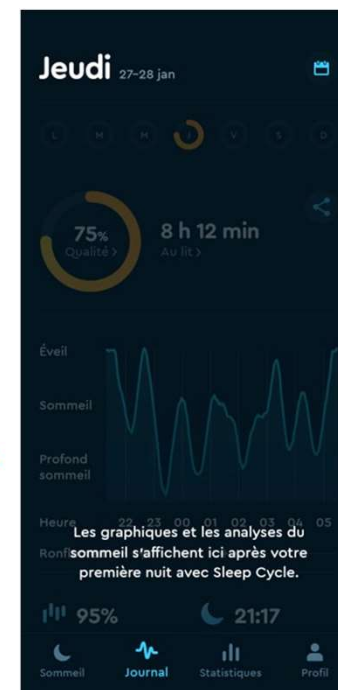 Jeudi 27-28 jan
L M M J V S D
75%
Qualité >
8 h 12 min
Au lit >
Éveil
Sommeil
Profond
sommeil
Heure 22 23 00 01 02 03 04 05
Les graphiques et les analyses du
sommeil s'affichent ici après votre
première nuit avec Sleep Cycle.
95%
21:17
Sommeil Journal Statistiques Profil